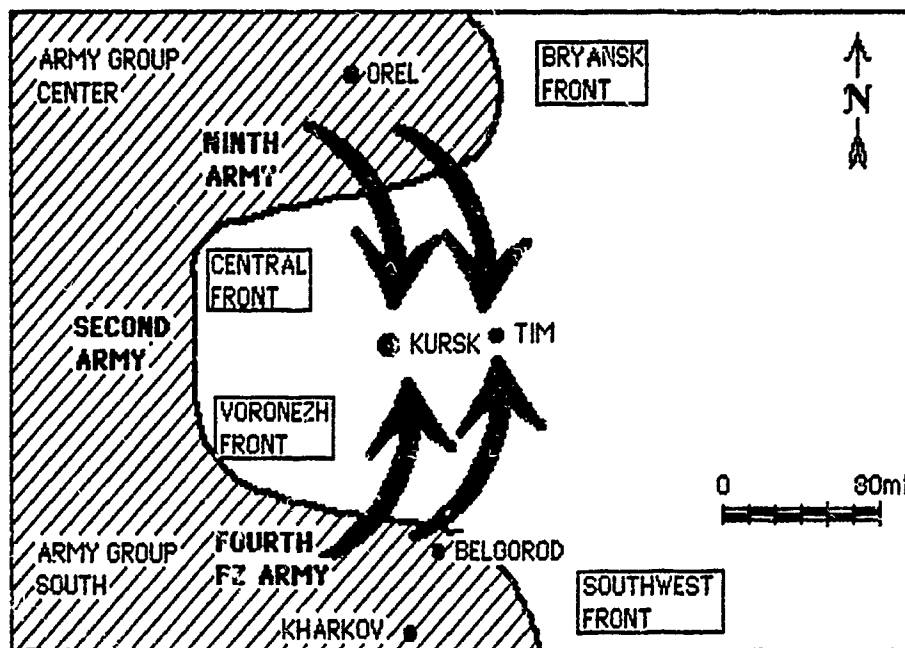 ARMY GROUP
CENTER
OREL
BRYANSK
FRONT
N
NINTH
ARMY
CENTRAL
FRONT
SECOND
ARMY
KURSK
TIM
VORONEZH
FRONT
0 80mi
ARMY GROUP
SOUTH
FOURTH
PZ ARMY
BELGOROD
SOUTHWEST
FRONT
KHARKOV